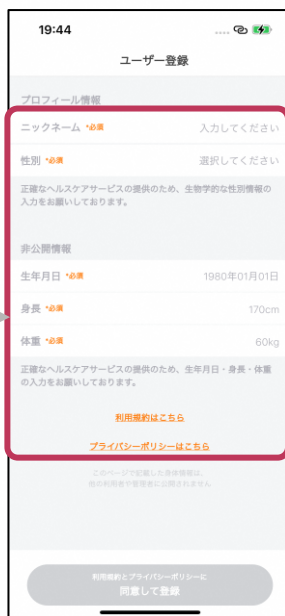 19:44
ユーザー登録
プロフィール情報
ニックネーム *必須 入力してください
性別 *必須 選択してください
正確なヘルスケアサービスの提供のため、生物学的な性別情報の
入力をお願いしております。
非公開情報
生年月日 *必須 1980年01月01日
身長 *必須 170cm
体重 *必須 60kg
正確なヘルスケアサービスの提供のため、生年月日・身長・体重
の入力をお願いしております。
利用規約はこちら
プライバシーポリシーはこちら
このページで記載した身体情報は、
他の利用者や管理者に公開されません
利用規約とプライバシーポリシーに
同意して登録